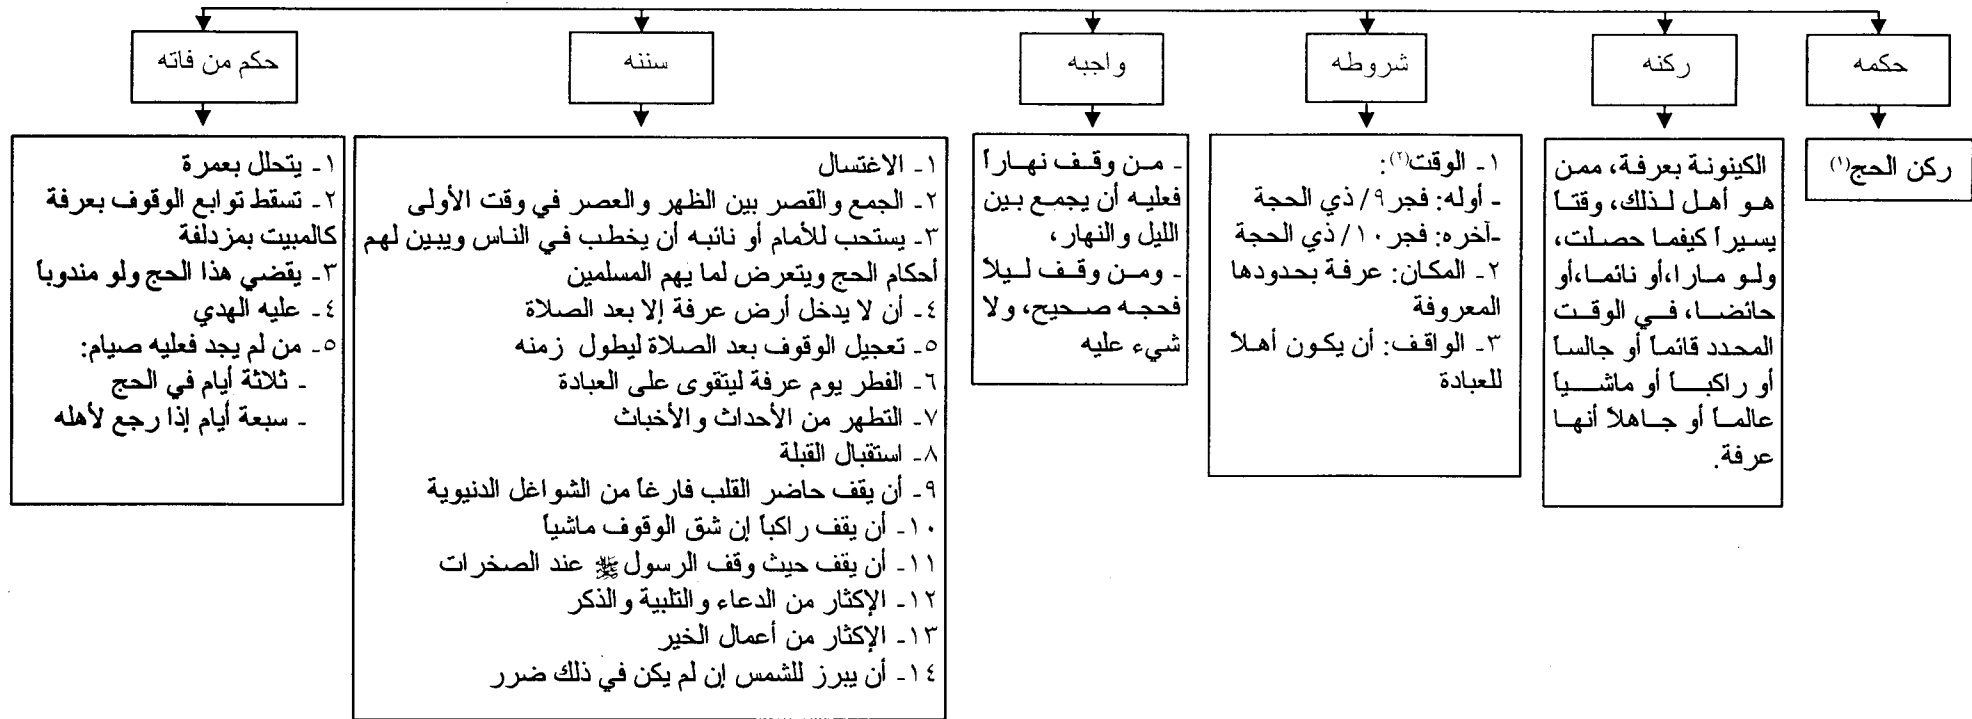 حكمه
ركن الحج(١)
ركنه
الكينونة بعرفة، ممن
هو أهل لذلك، وقتا
يسيراً كيفما حصلت،
ولو مارا،أو نائما،أو
حائضا، في الوقت
المحدد قائماً أو جالساً
أو راكباً أو ماشياً
عالماً أو جاهلاً أنها
عرفة.
شروطه
١- الوقت(٢):
- أوله: فجر ٩/ ذي الحجة
-آخره: فجر ١٠/ ذي الحجة
٢- المكان: عرفة بحدودها
المعروفة
٣- الواقف: أن يكون أهلاً
للعبادة
واجبه
- من وقف نهاراً
فعليه أن يجمع بين
الليل والنهار،
- ومن وقف ليلاً
فحجه صحيح، ولا
شيء عليه
سننه
١- الاغتسال
٢- الجمع والقصر بين الظهر والعصر في وقت الأولى
٣- يستحب للأمام أو نائبه أن يخطب في الناس ويبين لهم
أحكام الحج ويتعرض لما يهم المسلمين
٤- أن لا يدخل أرض عرفة إلا بعد الصلاة
٥- تعجيل الوقوف بعد الصلاة ليطول زمنه
٦- الفطر يوم عرفة ليتقوى على العبادة
٧- التطهر من الأحداث والأخباث
٨- استقبال القبلة
٩- أن يقف حاضر القلب فارغاً من الشواغل الدنيوية
١٠- أن يقف راكباً إن شق الوقوف ماشياً
١١- أن يقف حيث وقف الرسول ﷺ عند الصخرات
١٢- الإكثار من الدعاء والتلبية والذكر
١٣- الإكثار من أعمال الخير
١٤- أن يبرز للشمس إن لم يكن في ذلك ضرر
حكم من فاته
١- يتحلل بعمرة
٢- تسقط توابع الوقوف بعرفة
كالمبيت بمزدلفة
٣- يقضي هذا الحج ولو مندوباً
٤- عليه الهدي
٥- من لم يجد فعليه صيام:
- ثلاثة أيام في الحج
- سبعة أيام إذا رجع لأهله